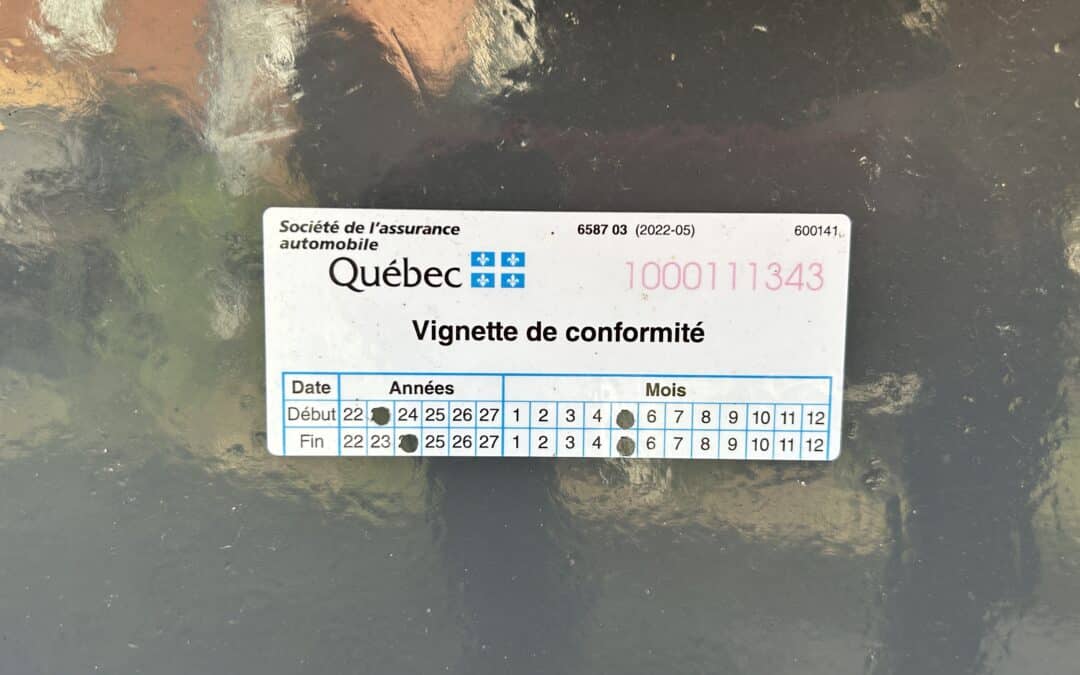 Société de l'assurance
automobile
Québec
6587 03 (2022-05)
600141
1000111343
Vignette de conformité
Date Années Mois
Début 22 24 25 26 27 1 2 3 4 6 7 8 9 10 11 12
Fin 22 23 25 26 27 1 2 3 4 6 7 8 9 10 11 12